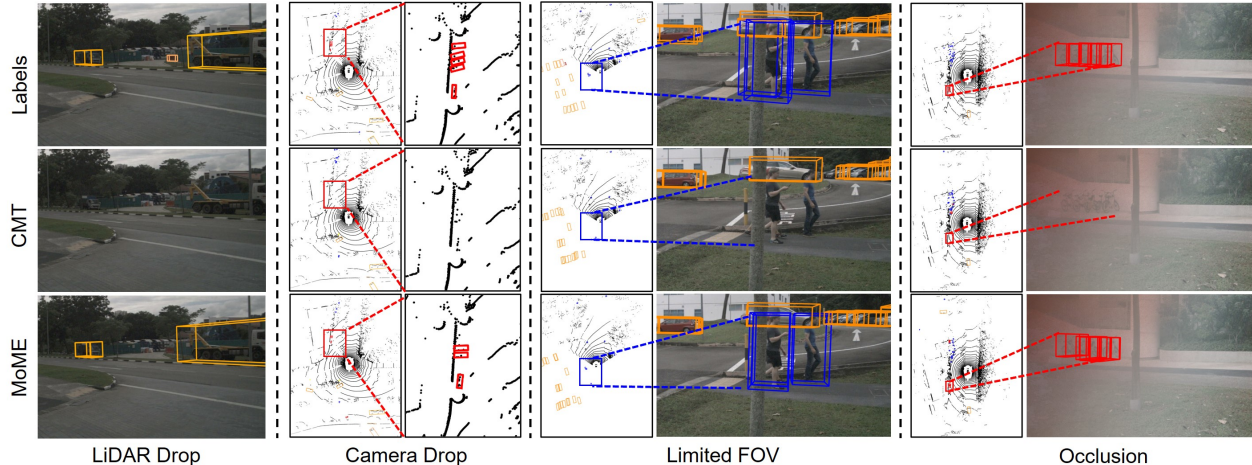 Labels
CMT
MoME
LiDAR Drop
Camera Drop
Limited FOV
Occlusion